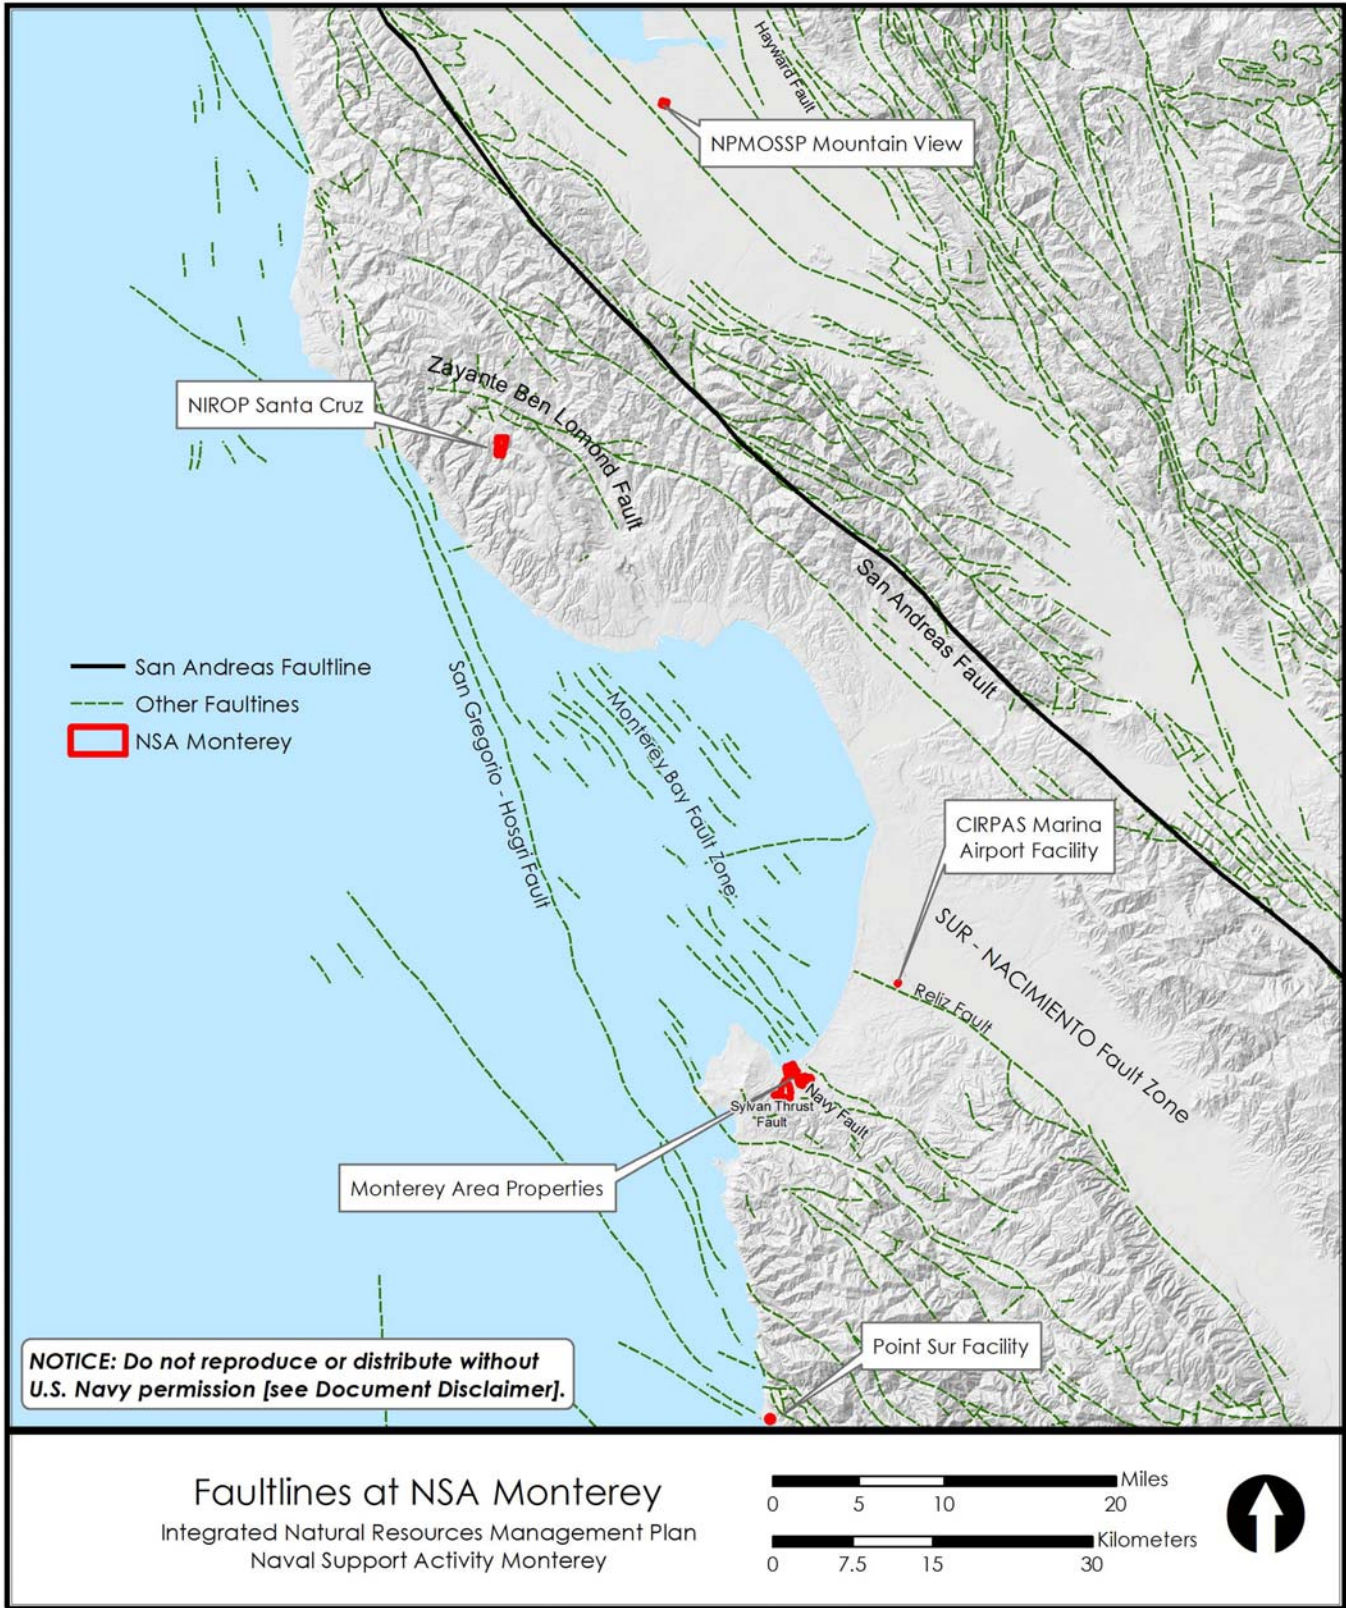 Hayward Fault
NPMOSSP Mountain View
Zayante Ben Lomond Fault
NIROP Santa Cruz
San Andreas Fault
San Andreas Faultline
Other Faultines
NSA Monterey
San Gregorio - Hosgri Fault
Monterey Bay Fault Zone
CIRPAS Marina
Airport Facility
SUR - NACIMIENTO Fault Zone
Reliz Fault
Navy Fault
Sylvan Thrust
Fault
Monterey Area Properties
Point Sur Facility
NOTICE: Do not reproduce or distribute without
U.S. Navy permission [see Document Disclaimer].
Faultlines at NSA Monterey
Integrated Natural Resources Management Plan
Naval Support Activity Monterey
Miles
0 5 10 20
Kilometers
0 7.5 15 30